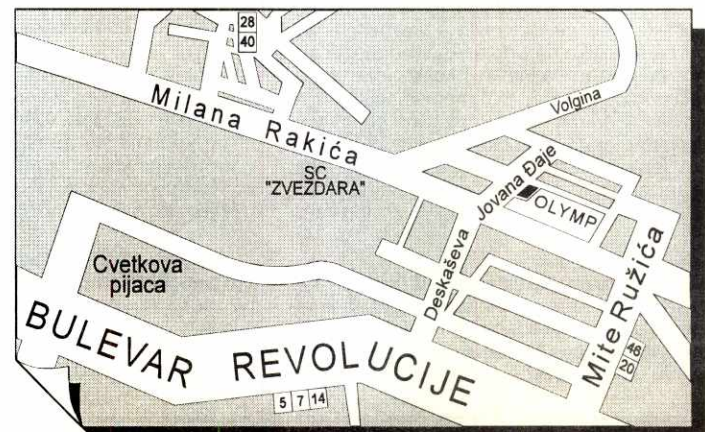 28
40
Milana Rakića
Volgina
SC
"ZVEZDARA"
Jovana Đaje
OLYMP
Deskaševa
Mite Ružića
Cvetkova
pijaca
BULEVAR REVOLUCIJE
46
20
5 7 14